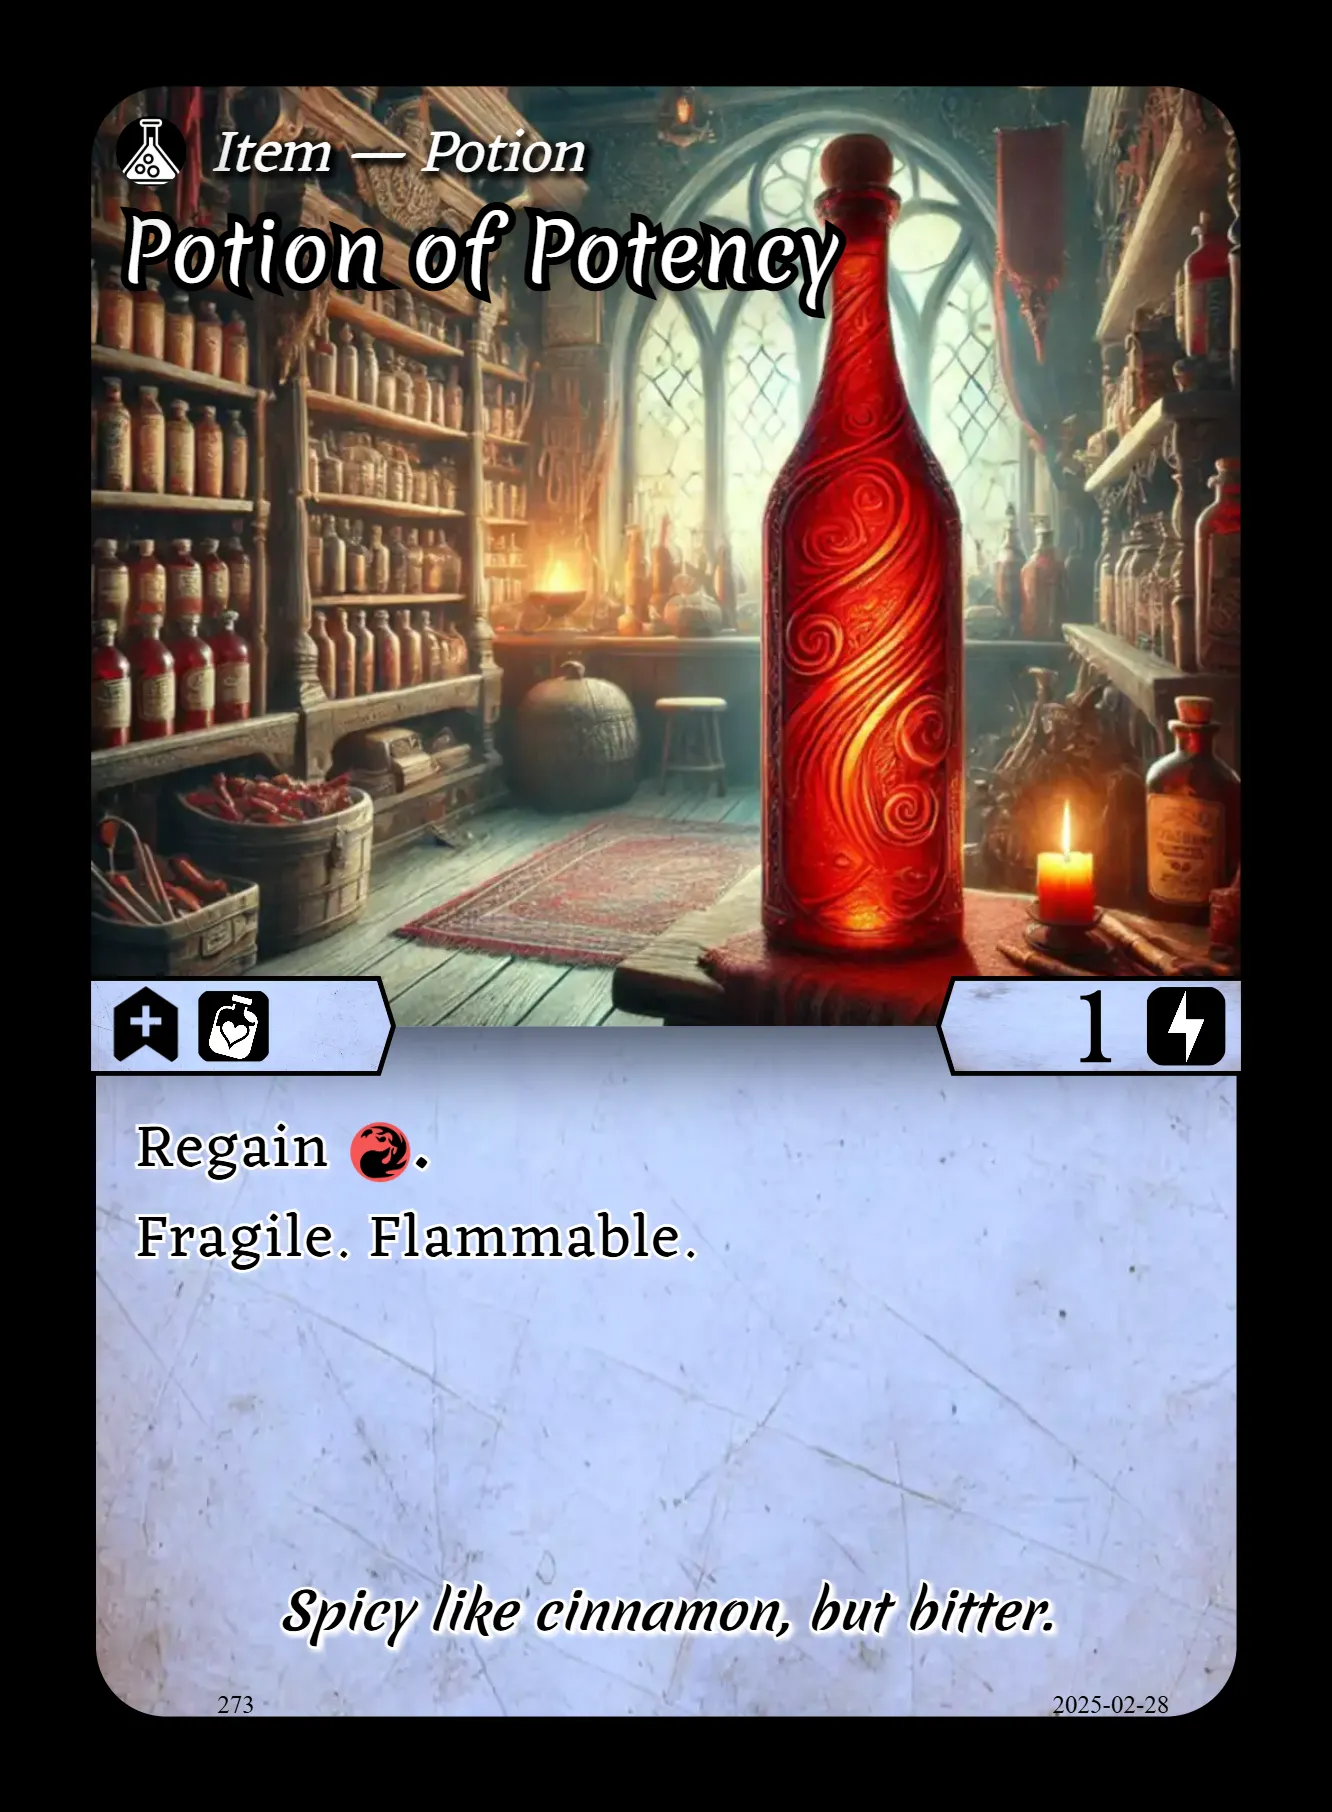 Item — Potion
Potion of Potency
1
Regain .
Fragile. Flammable.
Spicy like cinnamon, but bitter.
273
2025-02-28